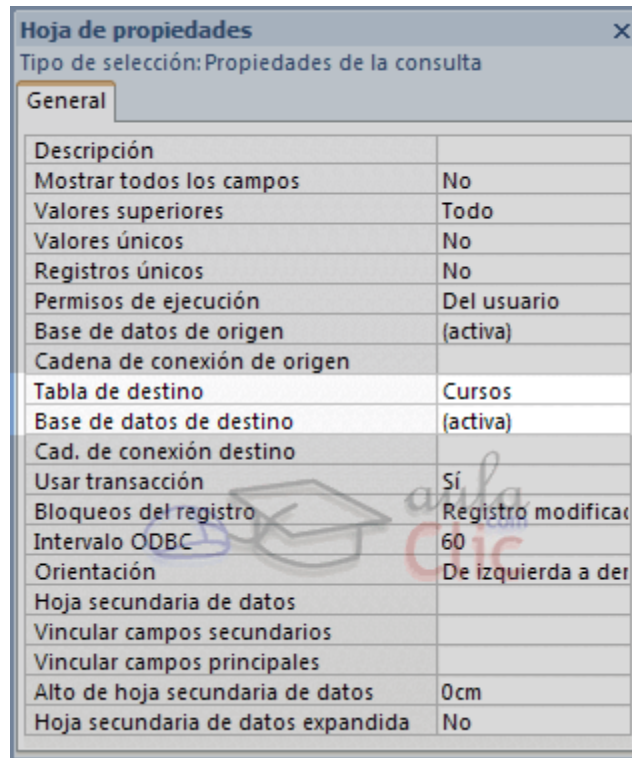 Hoja de propiedades
Tipo de selección: Propiedades de la consulta
General
Descripción
Mostrar todos los campos No
Valores superiores Todo
Valores únicos No
Registros únicos No
Permisos de ejecución Del usuario
Base de datos de origen (activa)
Cadena de conexión de origen
Tabla de destino Cursos
Base de datos de destino (activa)
Cad. de conexión destino
Usar transacción Sí
Bloqueos del registro Registro modificad
Intervalo ODBC 60
Orientación De izquierda a der
Hoja secundaria de datos
Vincular campos secundarios
Vincular campos principales
Alto de hoja secundaria de datos 0cm
Hoja secundaria de datos expandida No
aula
Clic
.com